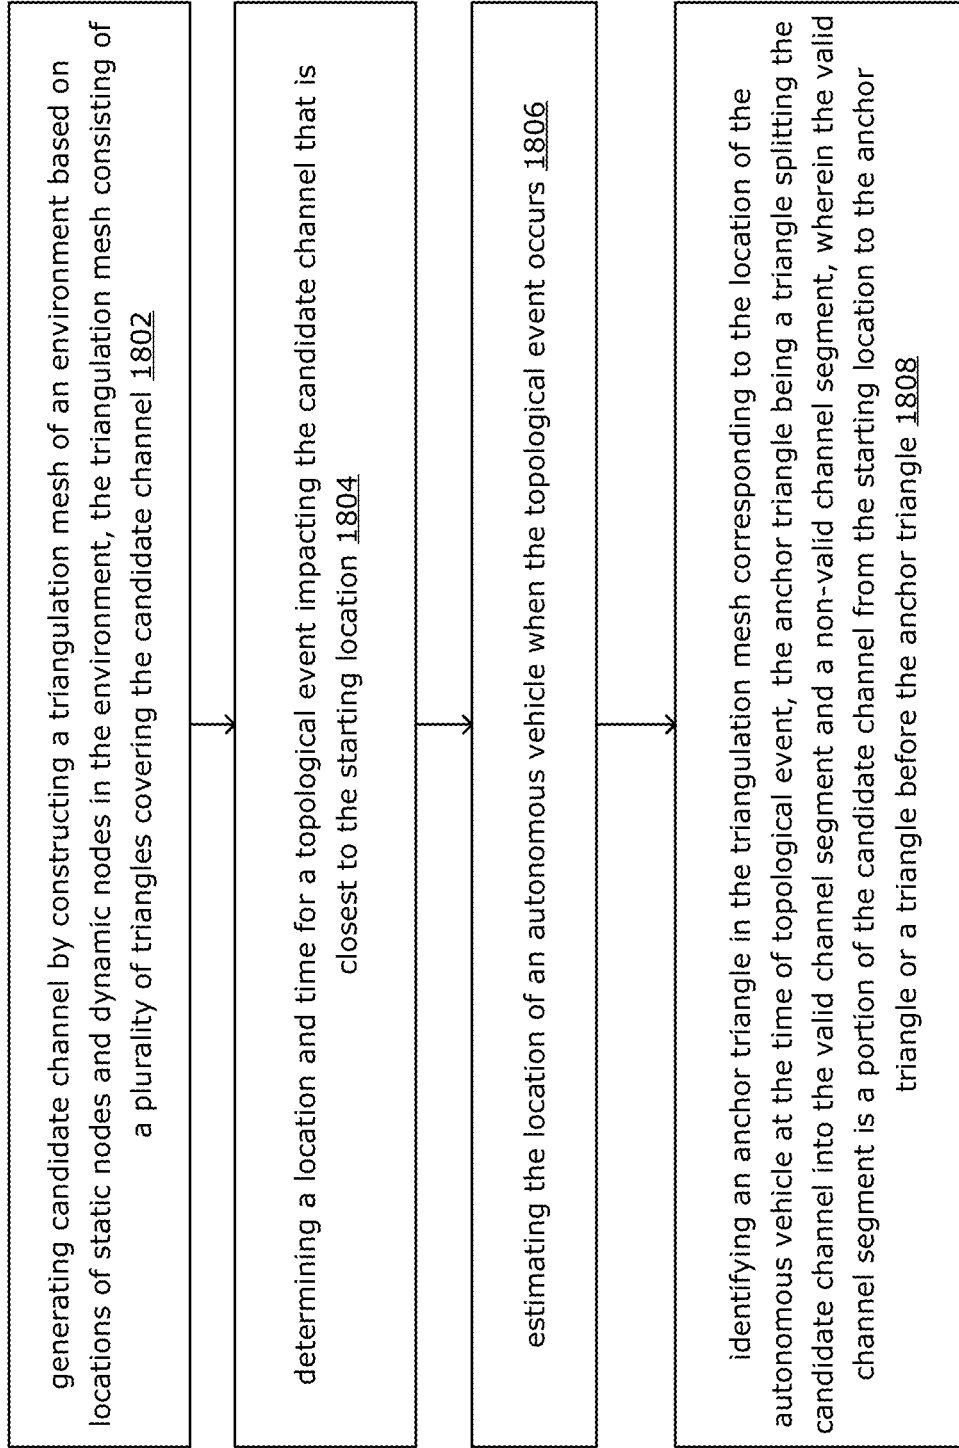 generating candidate channel by constructing a triangulation mesh of an environment based on
locations of static nodes and dynamic nodes in the environment, the triangulation mesh consisting of
a plurality of triangles covering the candidate channel 1802
determining a location and time for a topological event impacting the candidate channel that is
closest to the starting location 1804
estimating the location of an autonomous vehicle when the topological event occurs 1806
identifying an anchor triangle in the triangulation mesh corresponding to the location of the
autonomous vehicle at the time of topological event, the anchor triangle being a triangle splitting the
candidate channel into the valid channel segment and a non-valid channel segment, wherein the valid
channel segment is a portion of the candidate channel from the starting location to the anchor
triangle or a triangle before the anchor triangle 1808